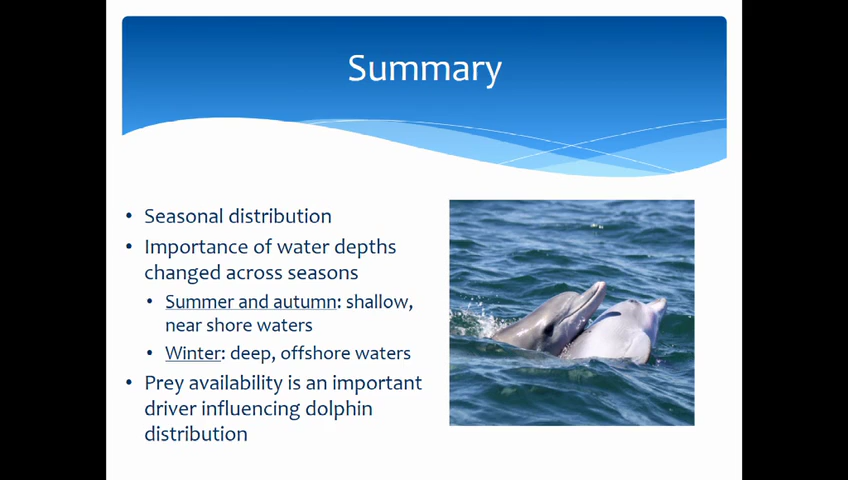 Summary
• Seasonal distribution
• Importance of water depths
changed across seasons
• Summer and autumn: shallow,
near shore waters
• Winter: deep, offshore waters
• Prey availability is an important
driver influencing dolphin
distribution